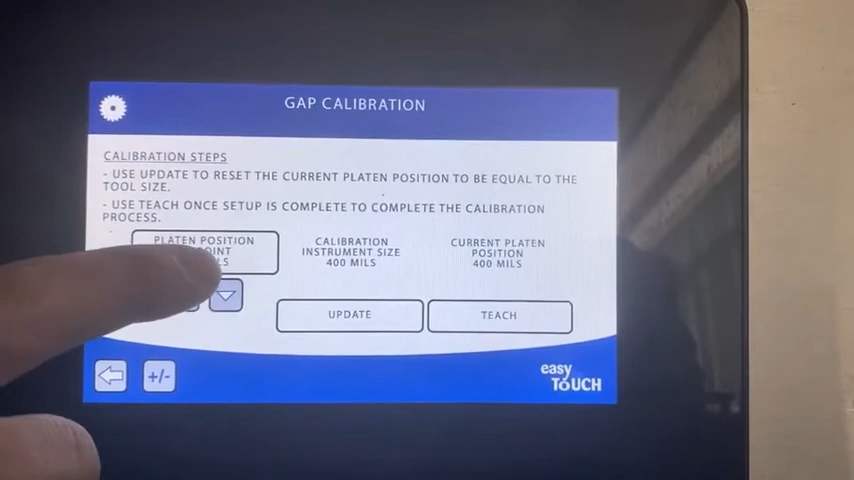 GAP CALIBRATION
CALIBRATION STEPS
- USE UPDATE TO RESET THE CURRENT PLATEN POSITION TO BE EQUAL TO THE
TOOL SIZE.
- USE TEACH ONCE SETUP IS COMPLETE TO COMPLETE THE CALIBRATION
PROCESS.
PLATEN POSITION
CALIBRATION
INSTRUMENT SIZE
400 MILS
CURRENT PLATEN
POSITION
400 MILS
UPDATE
TEACH
+/-
easy
TOUCH